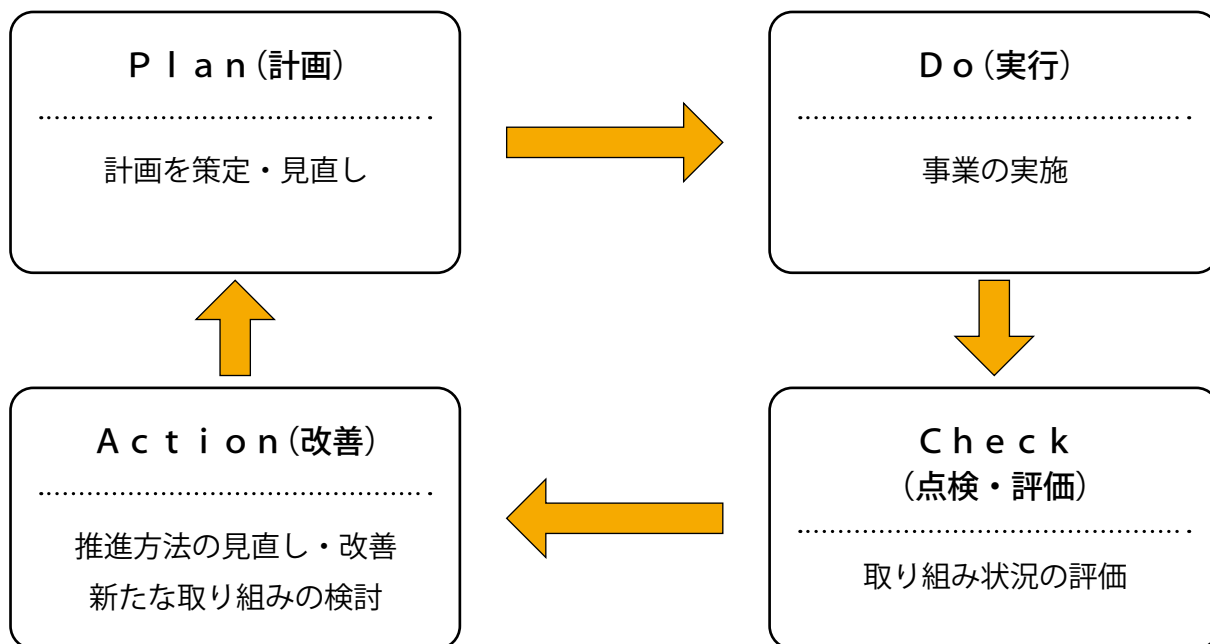 Ｐｌａｎ（計画）
計画を策定・見直し
Ｄｏ（実行）
事業の実施
Ｃｈｅｃｋ
（点検・評価）
取り組み状況の評価
Ａｃｔｉｏｎ（改善）
推進方法の見直し・改善
新たな取り組みの検討